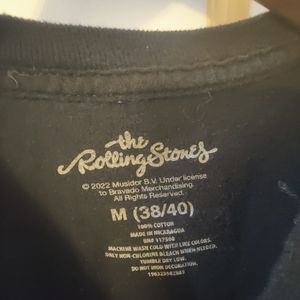 the
Rolling Stones
© 2022 Musidor B.V. Under license
to Bravado Merchandising.
All Rights Reserved.
M (38/40)
100% COTTON
MADE IN NICARAGUA
RN# 117500
MACHINE WASH COLD WITH LIKE COLORS.
ONLY NON-CHLORINE BLEACH WHEN
TUMBLE DRY LOW.
DO NOT IRON DECORATION.